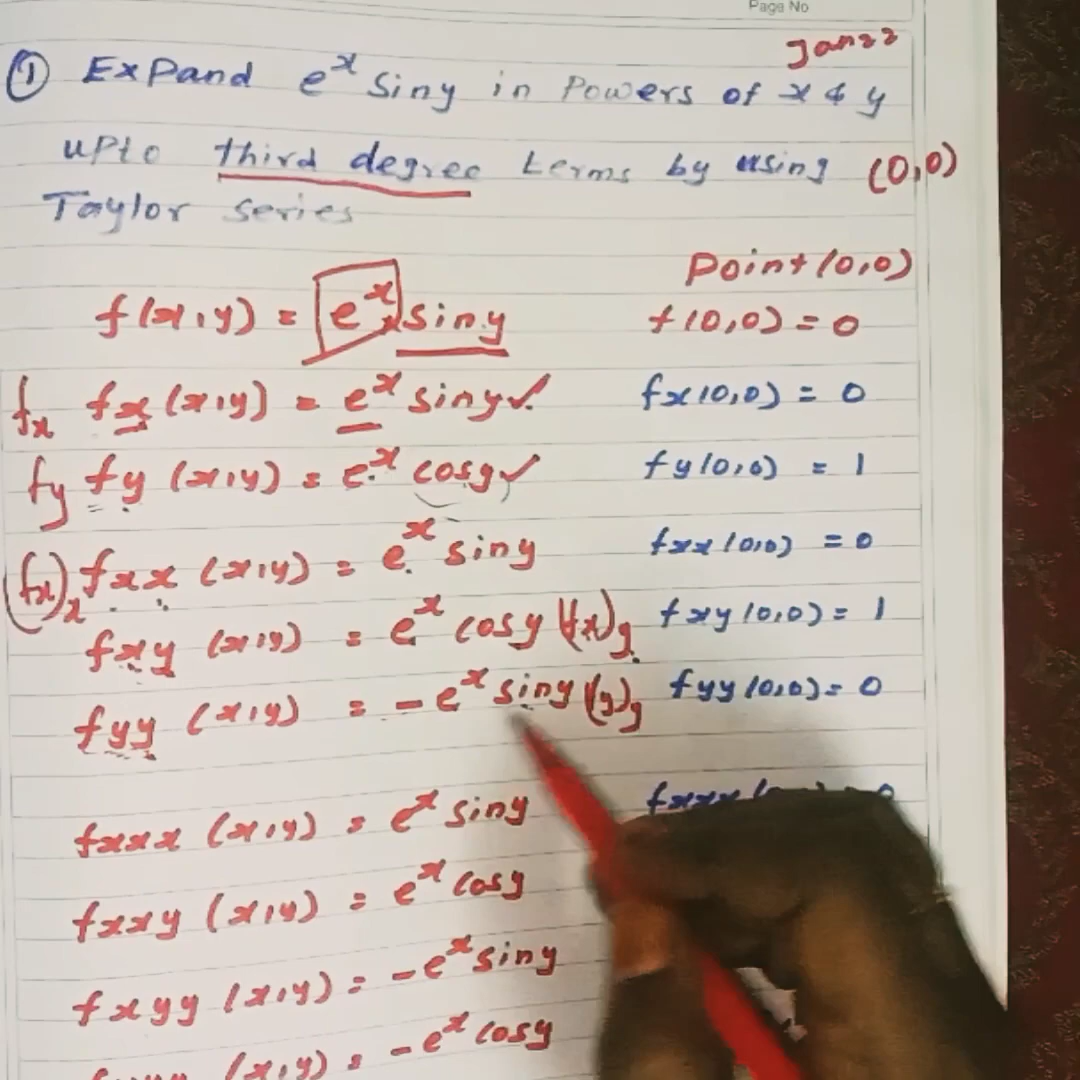 Page No
Jan22
① Expand e^x Siny in Powers of x & y
upto third degree terms by using (0,0)
Taylor series
Point (0,0)
f(x,y) = e^x siny f(0,0) = 0
fx fx (x,y) = e^x siny ✓ fx(0,0) = 0
fy fy (x,y) = e^x cosy ✓ fy(0,0) = 1
(fx)x fxx (x,y) = e^x siny fxx(0,0) = 0
fxy (x,y) = e^x cosy (fx)y fxy(0,0) = 1
fyy (x,y) = -e^x siny (y)y fyy(0,0) = 0
fxxx (x,y) = e^x siny fxxx
fxxy (x,y) = e^x cosy
fxyy (x,y) = -e^x siny
(x,y) = -e^x cosy